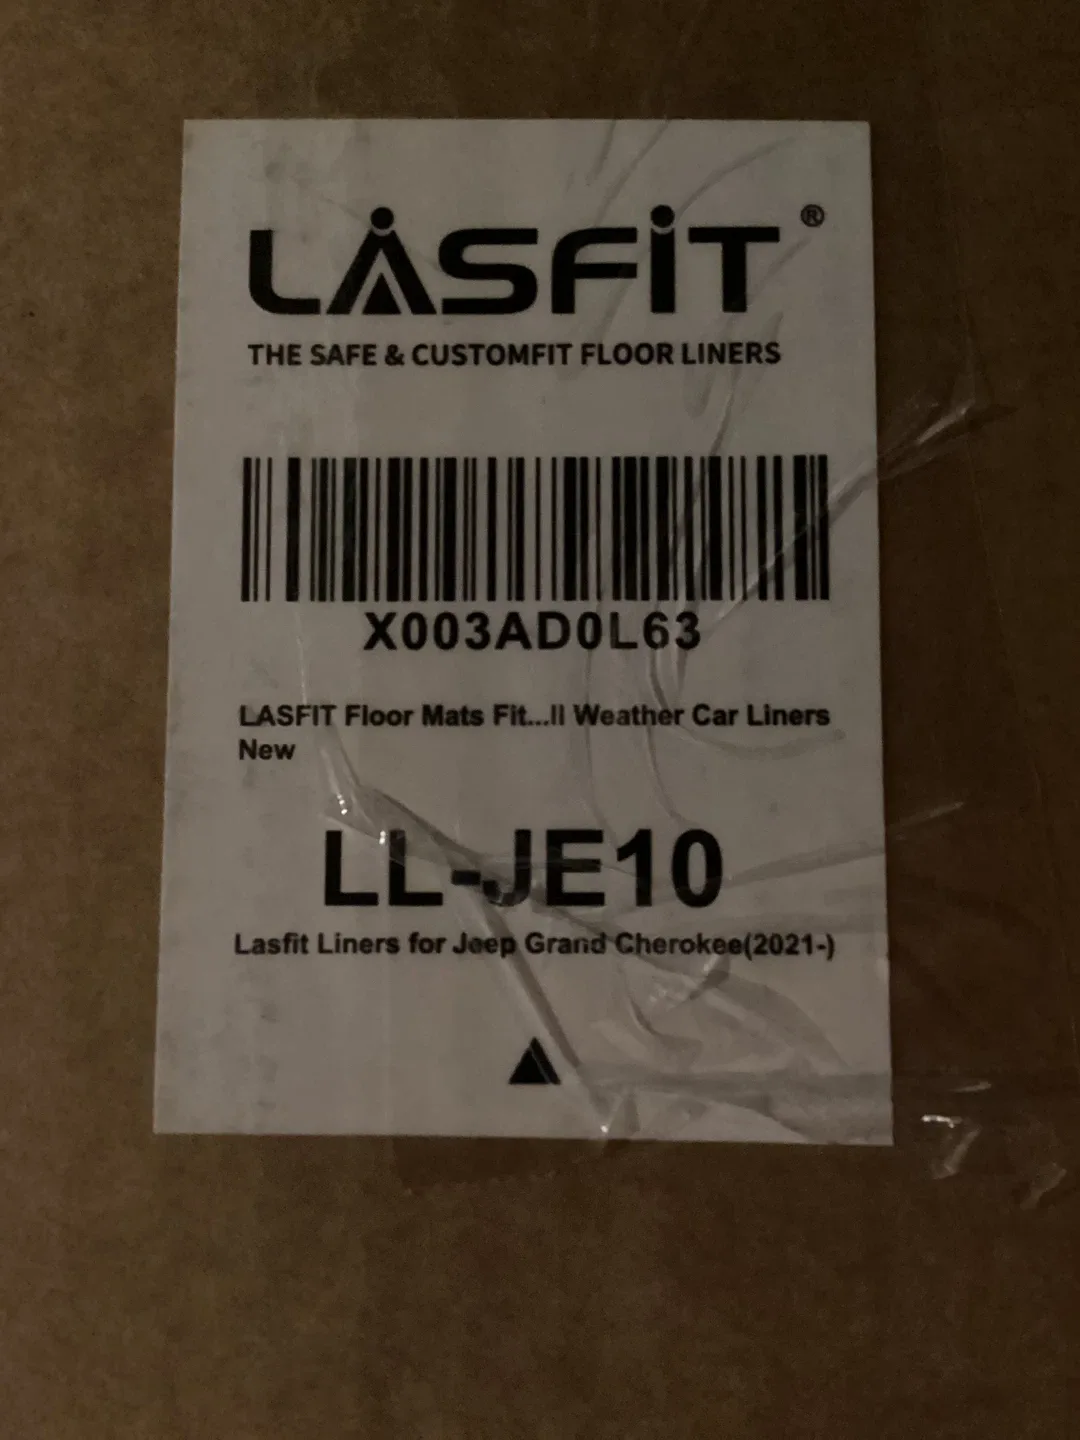 LASFIT®
THE SAFE & CUSTOMFIT FLOOR LINERS
X003AD0L63
LASFIT Floor Mats Fit...ll Weather Car Liners
New
LL-JE10
Lasfit Liners for Jeep Grand Cherokee(2021-)